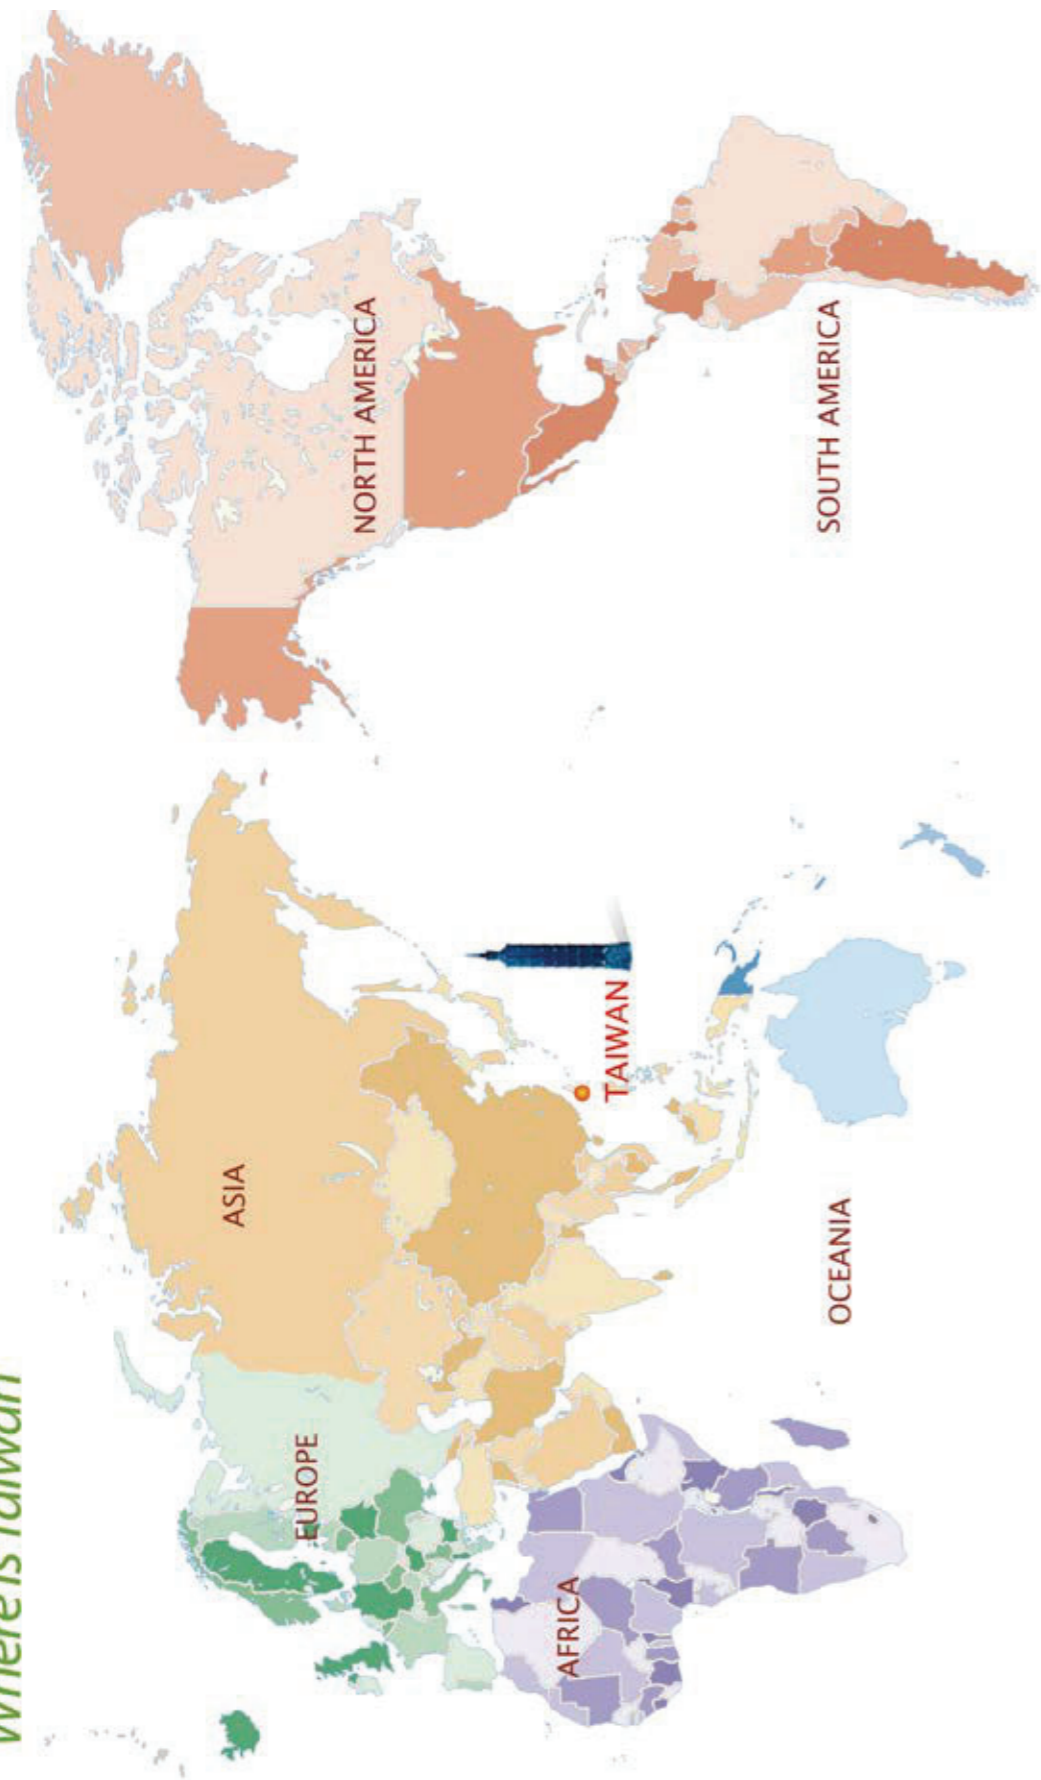 Where is Taiwan
NORTH AMERICA
ASIA
EUROPE
TAIWAN
AFRICA
SOUTH AMERICA
OCEANIA